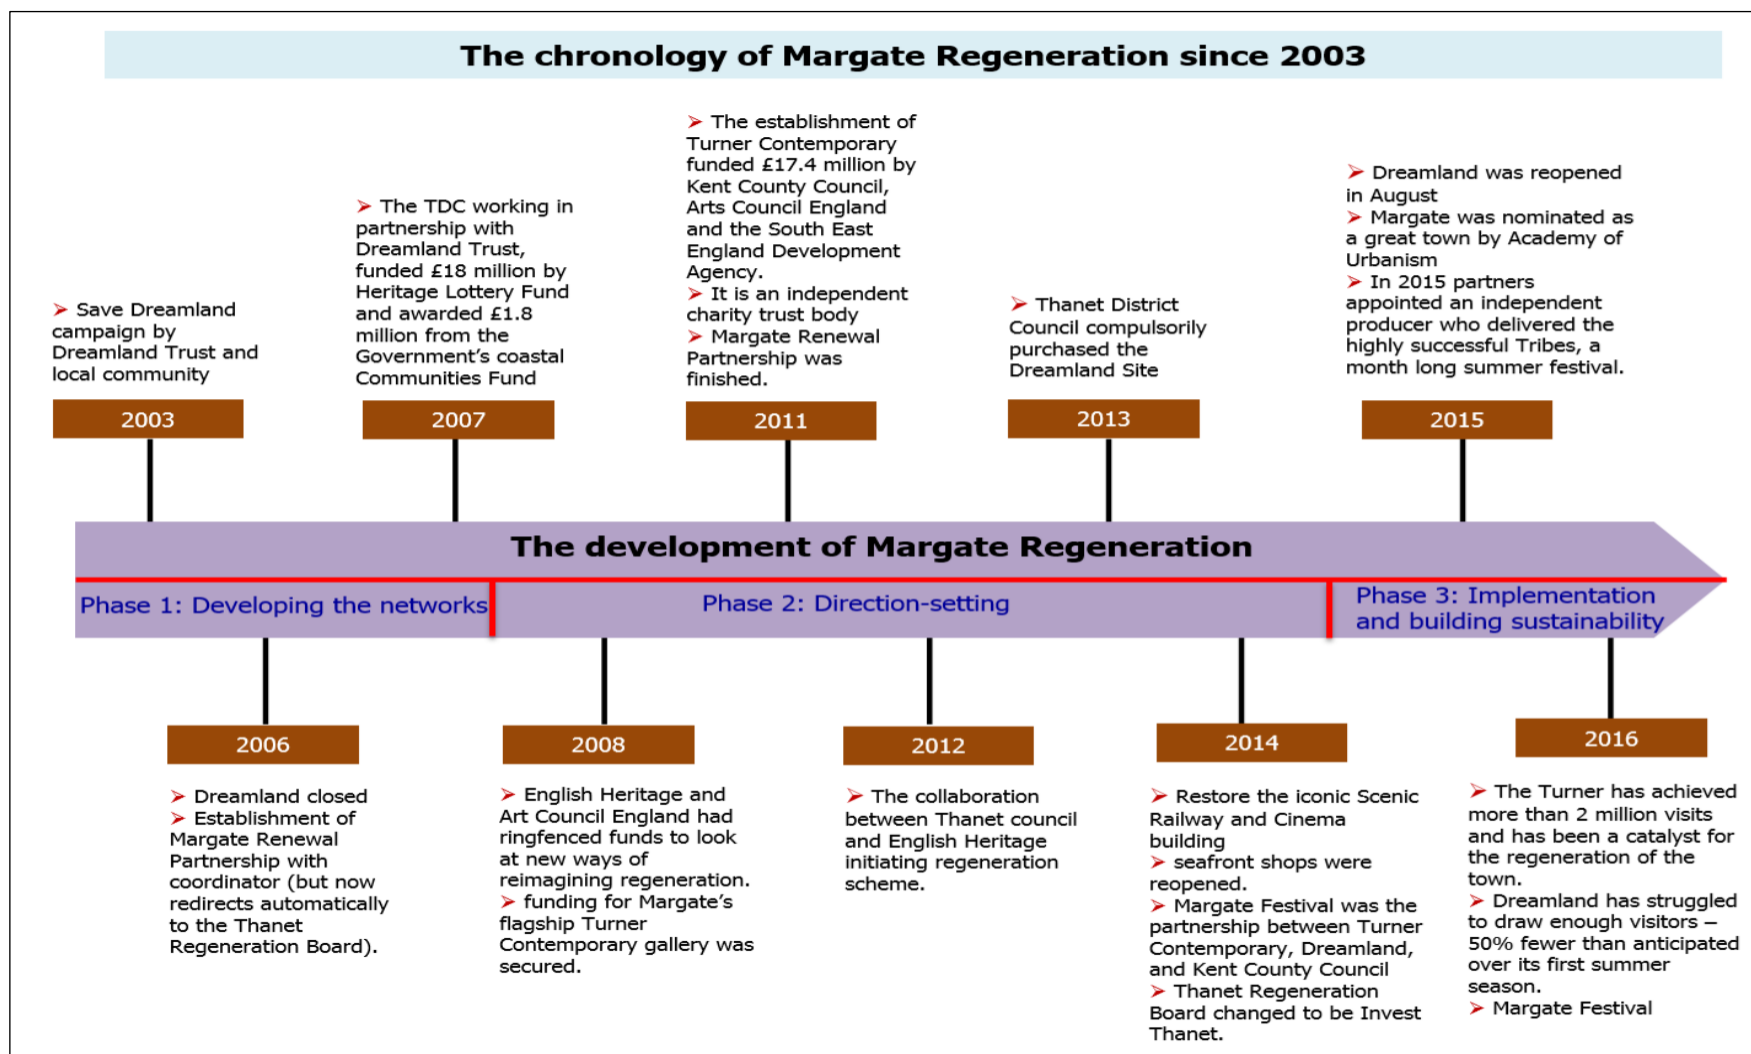 The chronology of Margate Regeneration since 2003
➢ Save Dreamland
campaign by
Dreamland Trust and
local community
2003
➢ The TDC working in
partnership with
Dreamland Trust,
funded £18 million by
Heritage Lottery Fund
and awarded £1.8
million from the
Government's coastal
Communities Fund
2007
➢ The establishment of
Turner Contemporary
funded £17.4 million by
Kent County Council,
Arts Council England
and the South East
England Development
Agency.
➢ It is an independent
charity trust body
➢ Margate Renewal
Partnership was
finished.
2011
➢ Thanet District
Council compulsorily
purchased the
Dreamland Site
2013
➢ Dreamland was reopened
in August
➢ Margate was nominated as
a great town by Academy of
Urbanism
➢ In 2015 partners
appointed an independent
producer who delivered the
highly successful Tribes, a
month long summer festival.
2015
The development of Margate Regeneration
Phase 1: Developing the networks
Phase 2: Direction-setting
Phase 3: Implementation
and building sustainability
2006
➢ Dreamland closed
➢ Establishment of
Margate Renewal
Partnership with
coordinator (but now
redirects automatically
to the Thanet
Regeneration Board).
2008
➢ English Heritage and
Art Council England had
ringfenced funds to look
at new ways of
reimagining regeneration.
➢ funding for Margate's
flagship Turner
Contemporary gallery was
secured.
2012
➢ The collaboration
between Thanet council
and English Heritage
initiating regeneration
scheme.
2014
➢ Restore the iconic Scenic
Railway and Cinema
building
➢ seafront shops were
reopened.
➢ Margate Festival was the
partnership between Turner
Contemporary, Dreamland,
and Kent County Council
➢ Thanet Regeneration
Board changed to be Invest
Thanet.
2016
➢ The Turner has achieved
more than 2 million visits
and has been a catalyst for
the regeneration of the
town.
➢ Dreamland has struggled
to draw enough visitors –
50% fewer than anticipated
over its first summer
season.
➢ Margate Festival